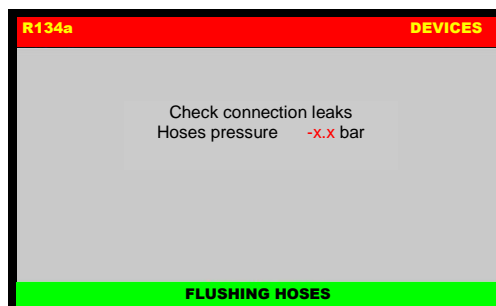 R134a DEVICES
Check connection leaks
Hoses pressure -x.x bar
FLUSHING HOSES